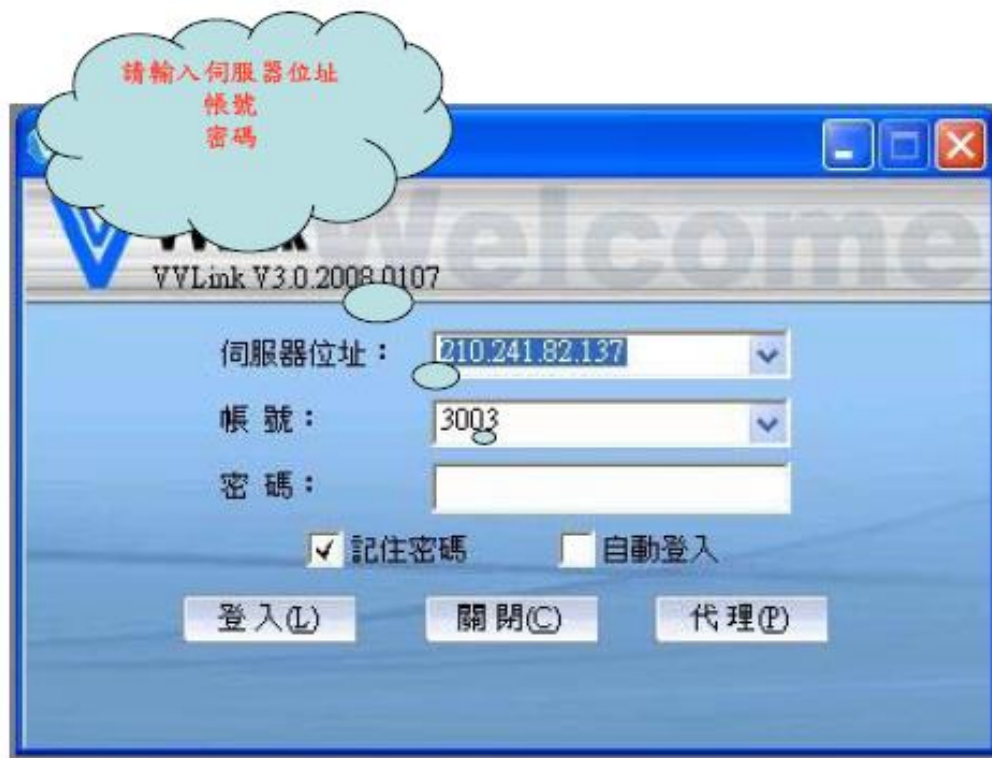 請輸入伺服器位址
帳號
密碼
Welcome
VVLink V3.0.2008.0107
伺服器位址：
210.241.82.137
帳 號：
3003
密 碼：
記住密碼
自動登入
登 入(L)
關 閉(C)
代 理(P)